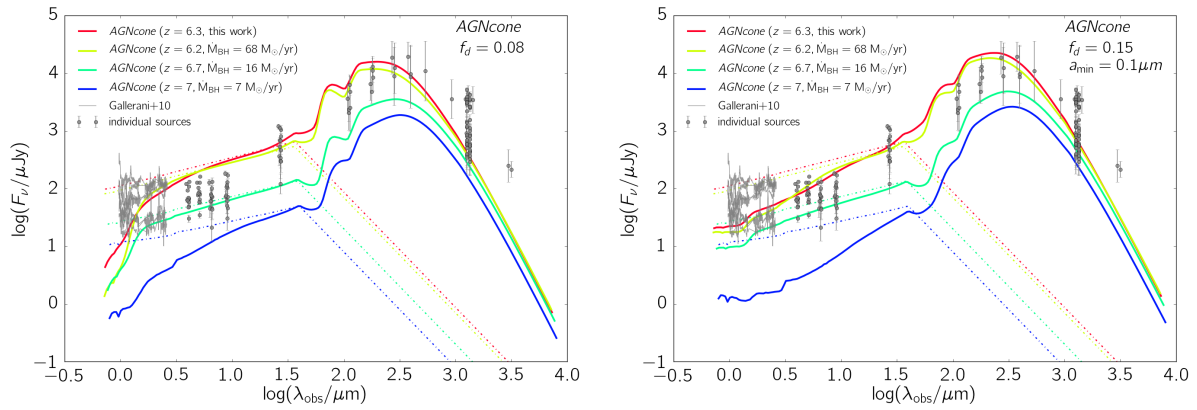 AGNcone
f_d = 0.08
AGNcone (z = 6.3, this work)
AGNcone (z = 6.2, Ṁ_BH = 68 M_⊙/yr)
AGNcone (z = 6.7, Ṁ_BH = 16 M_⊙/yr)
AGNcone (z = 7, Ṁ_BH = 7 M_⊙/yr)
Gallerani+10
individual sources
log(F_ν/μJy)
5
4
3
2
1
0
−1
−0.5 0.0 0.5 1.0 1.5 2.0 2.5 3.0 3.5 4.0
log(λ_obs/μm)
AGNcone
f_d = 0.15
a_min = 0.1μm
AGNcone (z = 6.3, this work)
AGNcone (z = 6.2, Ṁ_BH = 68 M_⊙/yr)
AGNcone (z = 6.7, Ṁ_BH = 16 M_⊙/yr)
AGNcone (z = 7, Ṁ_BH = 7 M_⊙/yr)
Gallerani+10
individual sources
log(F_ν/μJy)
5
4
3
2
1
0
−1
−0.5 0.0 0.5 1.0 1.5 2.0 2.5 3.0 3.5 4.0
log(λ_obs/μm)